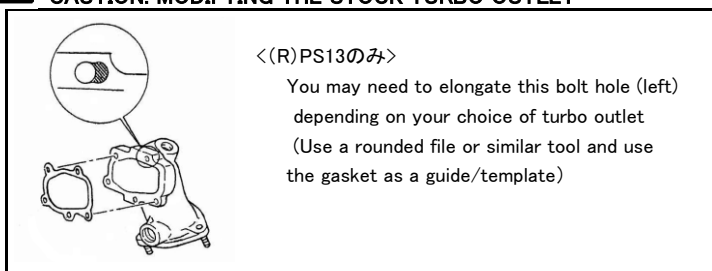 CAUTION: MODIFYING THE STOCK TURBO OUTLET
<(R)PS13のみ>
You may need to elongate this bolt hole (left)
depending on your choice of turbo outlet
(Use a rounded file or similar tool and use
the gasket as a guide/template)